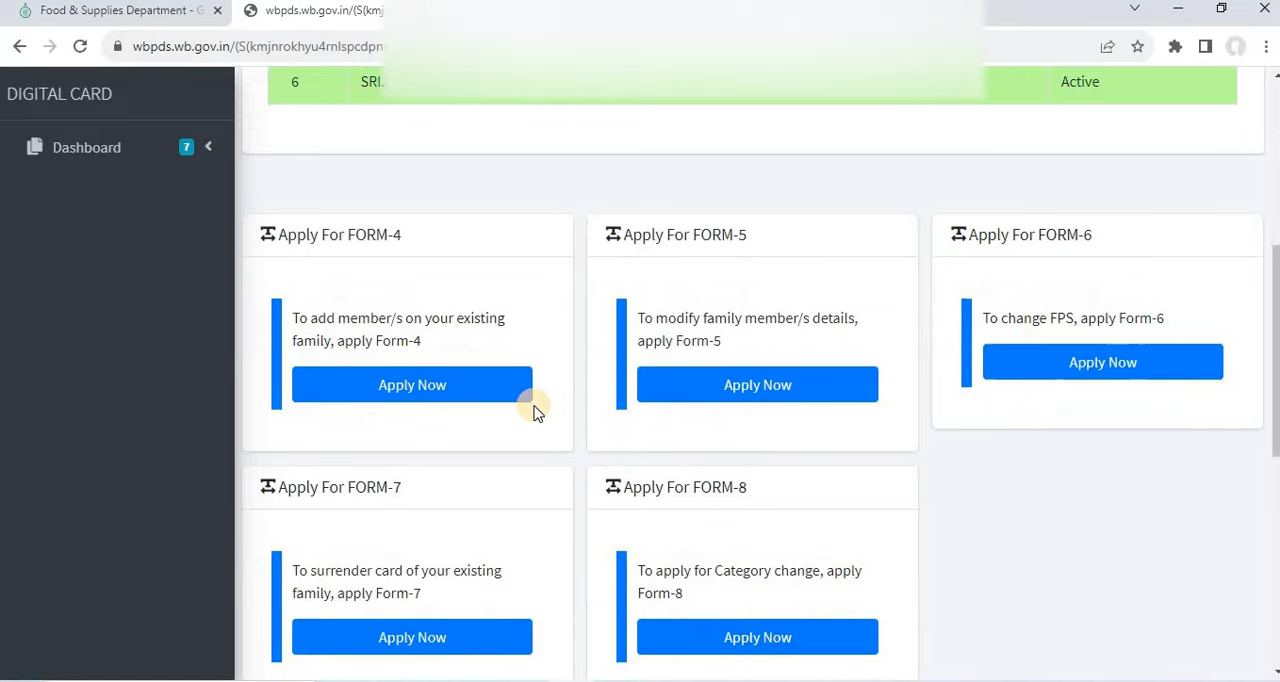 Food & Supplies Department - G
wbpds.wb.gov.in/(S(kmj
wbpds.wb.gov.in/(S(kmjnrokhyu4rnlspcdpn
DIGITAL CARD
Dashboard 7
6 SRI. Active
Apply For FORM-4
To add member/s on your existing
family, apply Form-4
Apply Now
Apply For FORM-5
To modify family member/s details,
apply Form-5
Apply Now
Apply For FORM-6
To change FPS, apply Form-6
Apply Now
Apply For FORM-7
To surrender card of your existing
family, apply Form-7
Apply Now
Apply For FORM-8
To apply for Category change, apply
Form-8
Apply Now